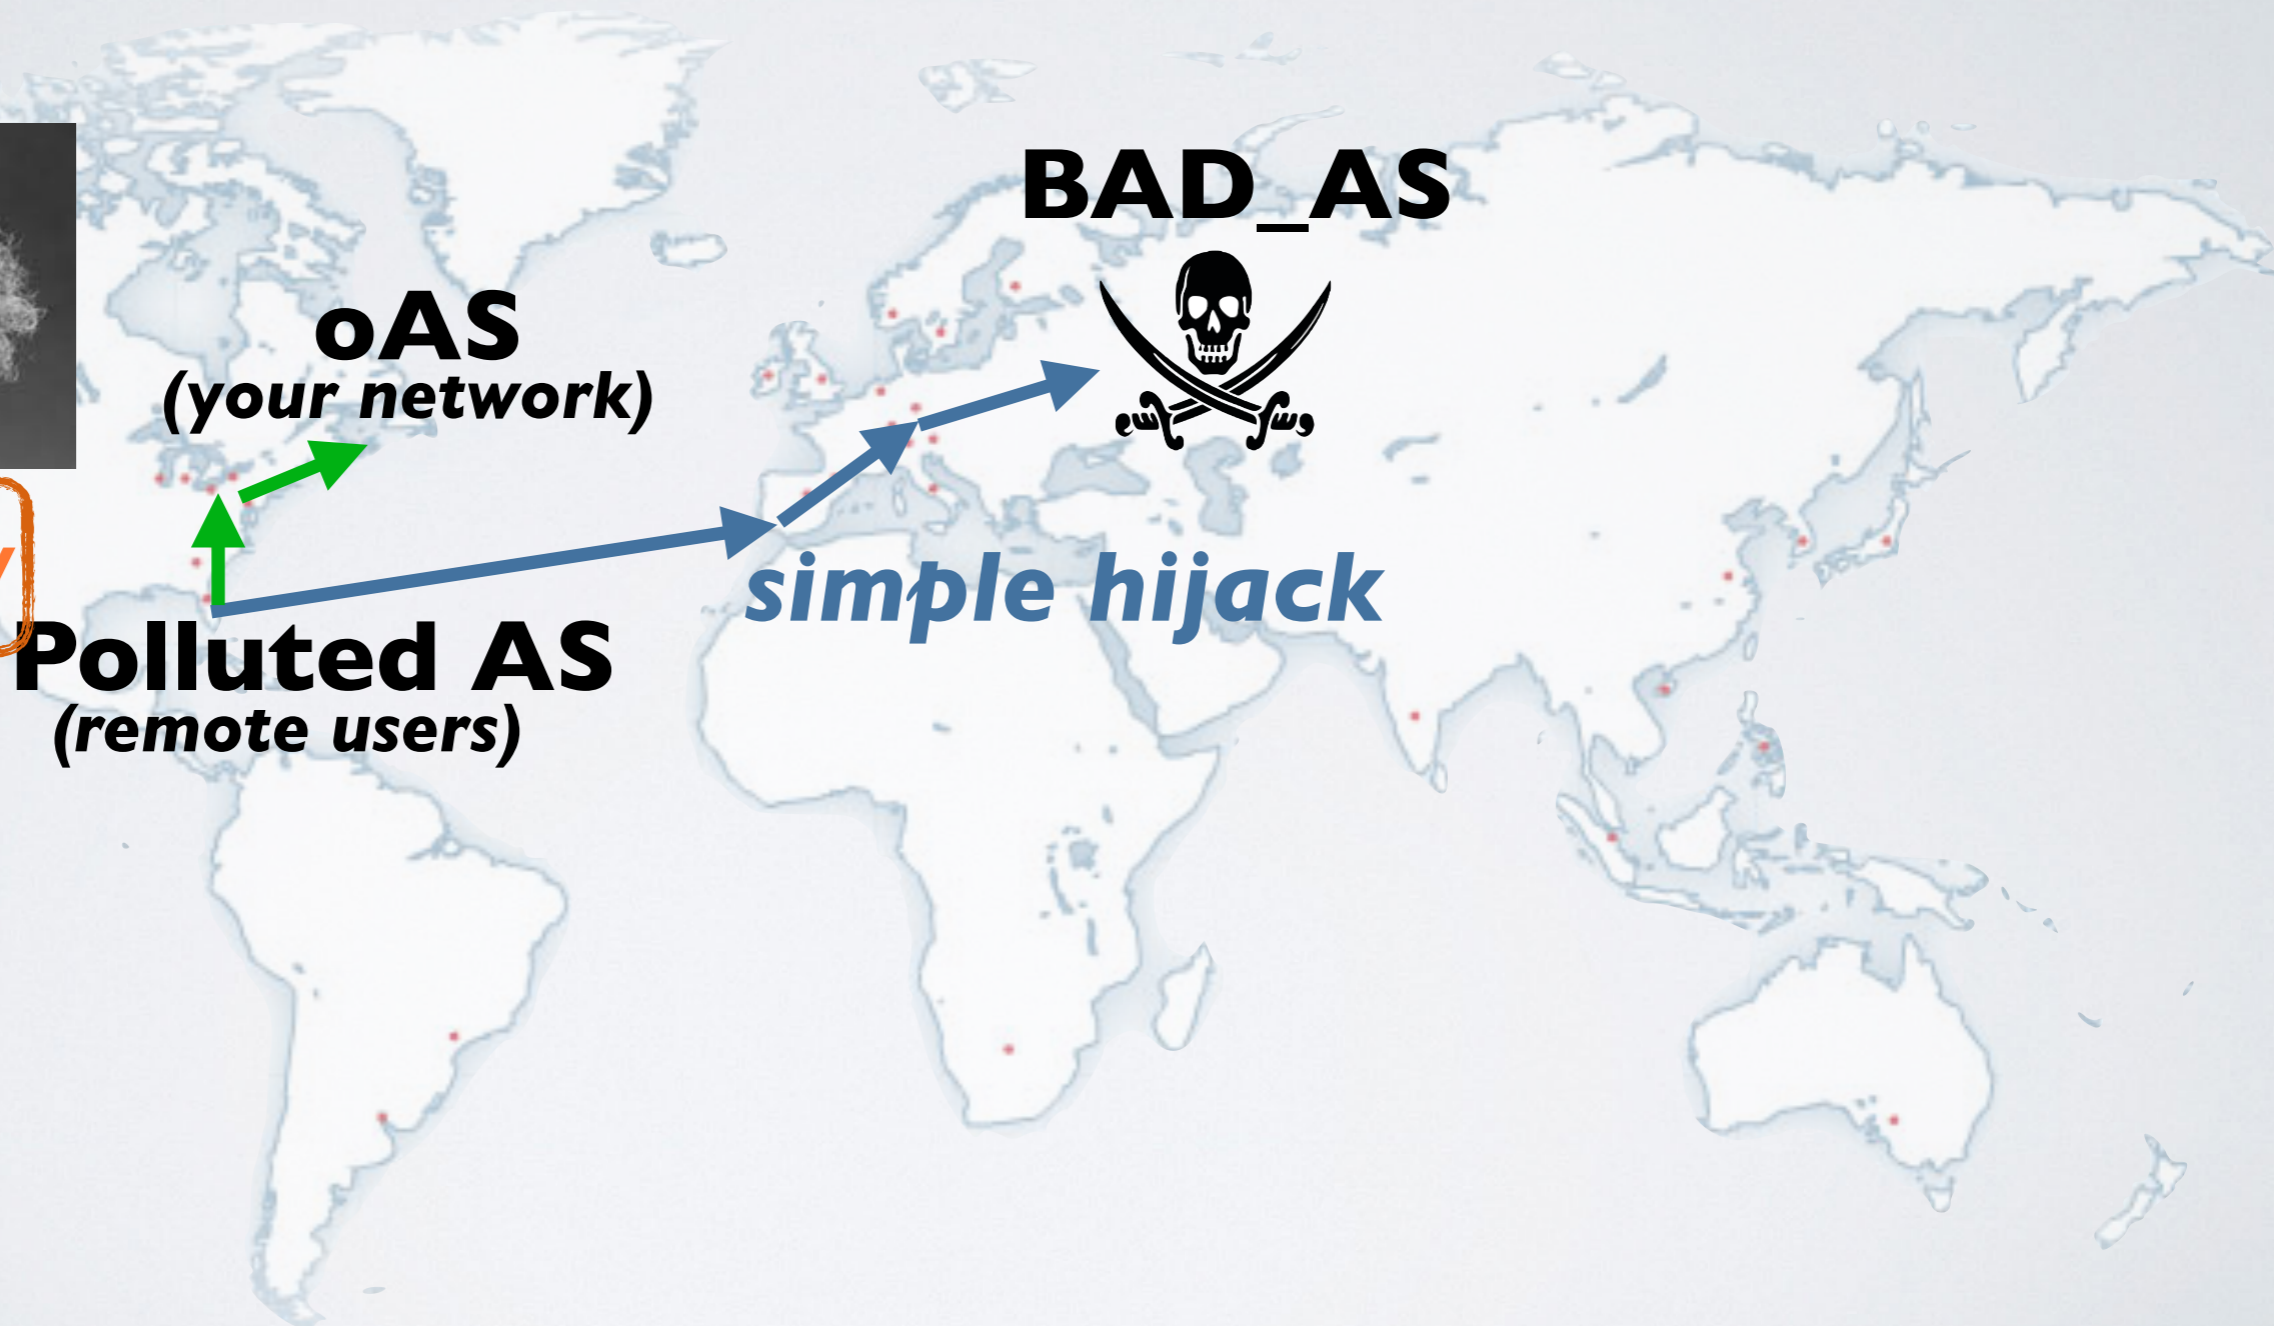 BAD_AS
oAS
(your network)
simple hijack
Polluted AS
(remote users)